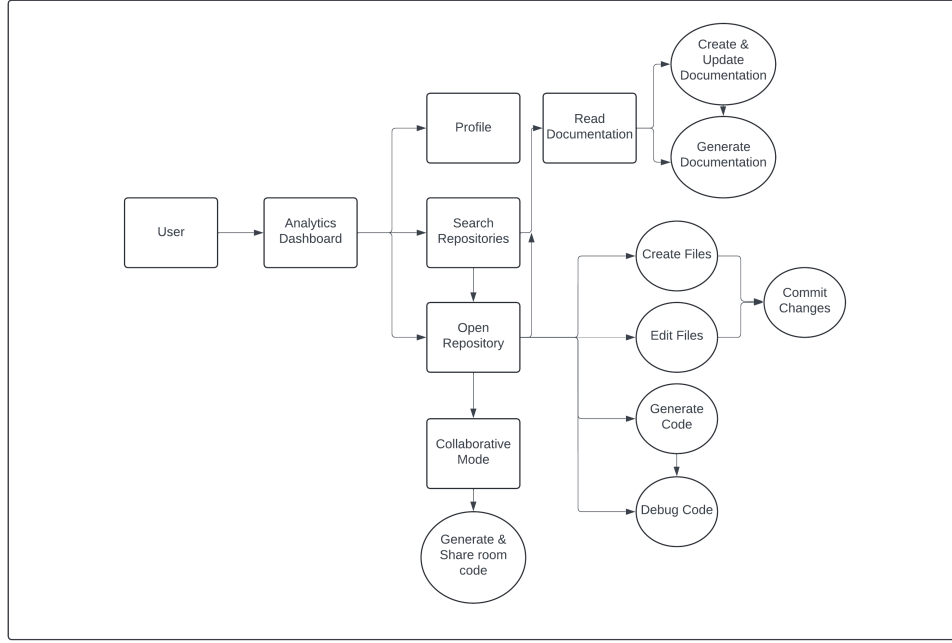 Create &
Update
Documentation
Profile
Read
Documentation
Generate
Documentation
User
Analytics
Dashboard
Search
Repositories
Create Files
Commit
Changes
Open
Repository
Edit Files
Generate
Code
Collaborative
Mode
Debug Code
Generate &
Share room
code